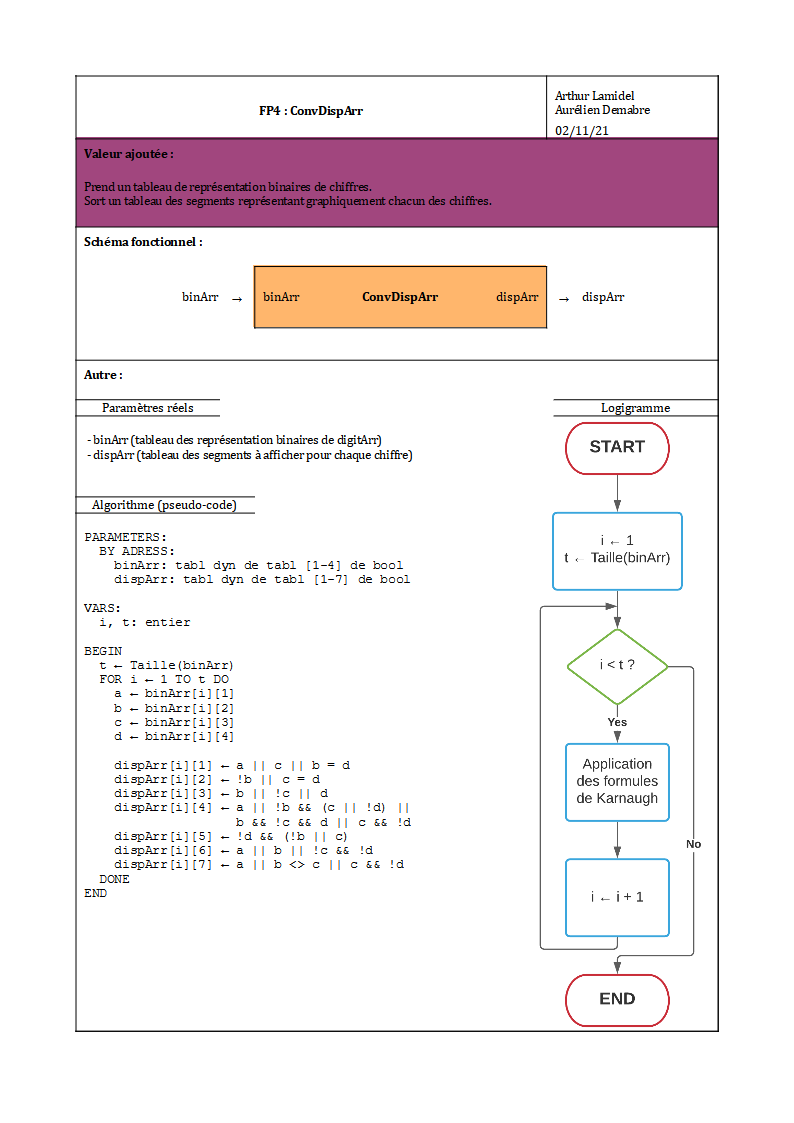 FP4 : ConvDispArr
Arthur Lamidel
Aurélien Demabre
02/11/21
Valeur ajoutée :
Prend un tableau de représentation binaires de chiffres.
Sort un tableau des segments représentant graphiquement chacun des chiffres.
Schéma fonctionnel :
binArr → binArr ConvDispArr dispArr → dispArr
Autre :
Paramètres réels
- binArr (tableau des représentation binaires de digitArr)
- dispArr (tableau des segments à afficher pour chaque chiffre)
Algorithme (pseudo-code)
PARAMETERS:
BY ADRESS:
binArr: tabl dyn de tabl [1-4] de bool
dispArr: tabl dyn de tabl [1-7] de bool
VARS:
i, t: entier
BEGIN
t ← Taille(binArr)
FOR i ← 1 TO t DO
a ← binArr[i][1]
b ← binArr[i][2]
c ← binArr[i][3]
d ← binArr[i][4]
dispArr[i][1] ← a || c || b = d
dispArr[i][2] ← !b || c = d
dispArr[i][3] ← b || !c || d
dispArr[i][4] ← a || !b && (c || !d) ||
b && !c && d || c && !d
dispArr[i][5] ← !d && (!b || c)
dispArr[i][6] ← a || b || !c && !d
dispArr[i][7] ← a || b <> c || c && !d
DONE
END
Logigramme
START
i ← 1
t ← Taille(binArr)
i < t ?
Yes
Application
des formules
de Karnaugh
No
i ← i + 1
END